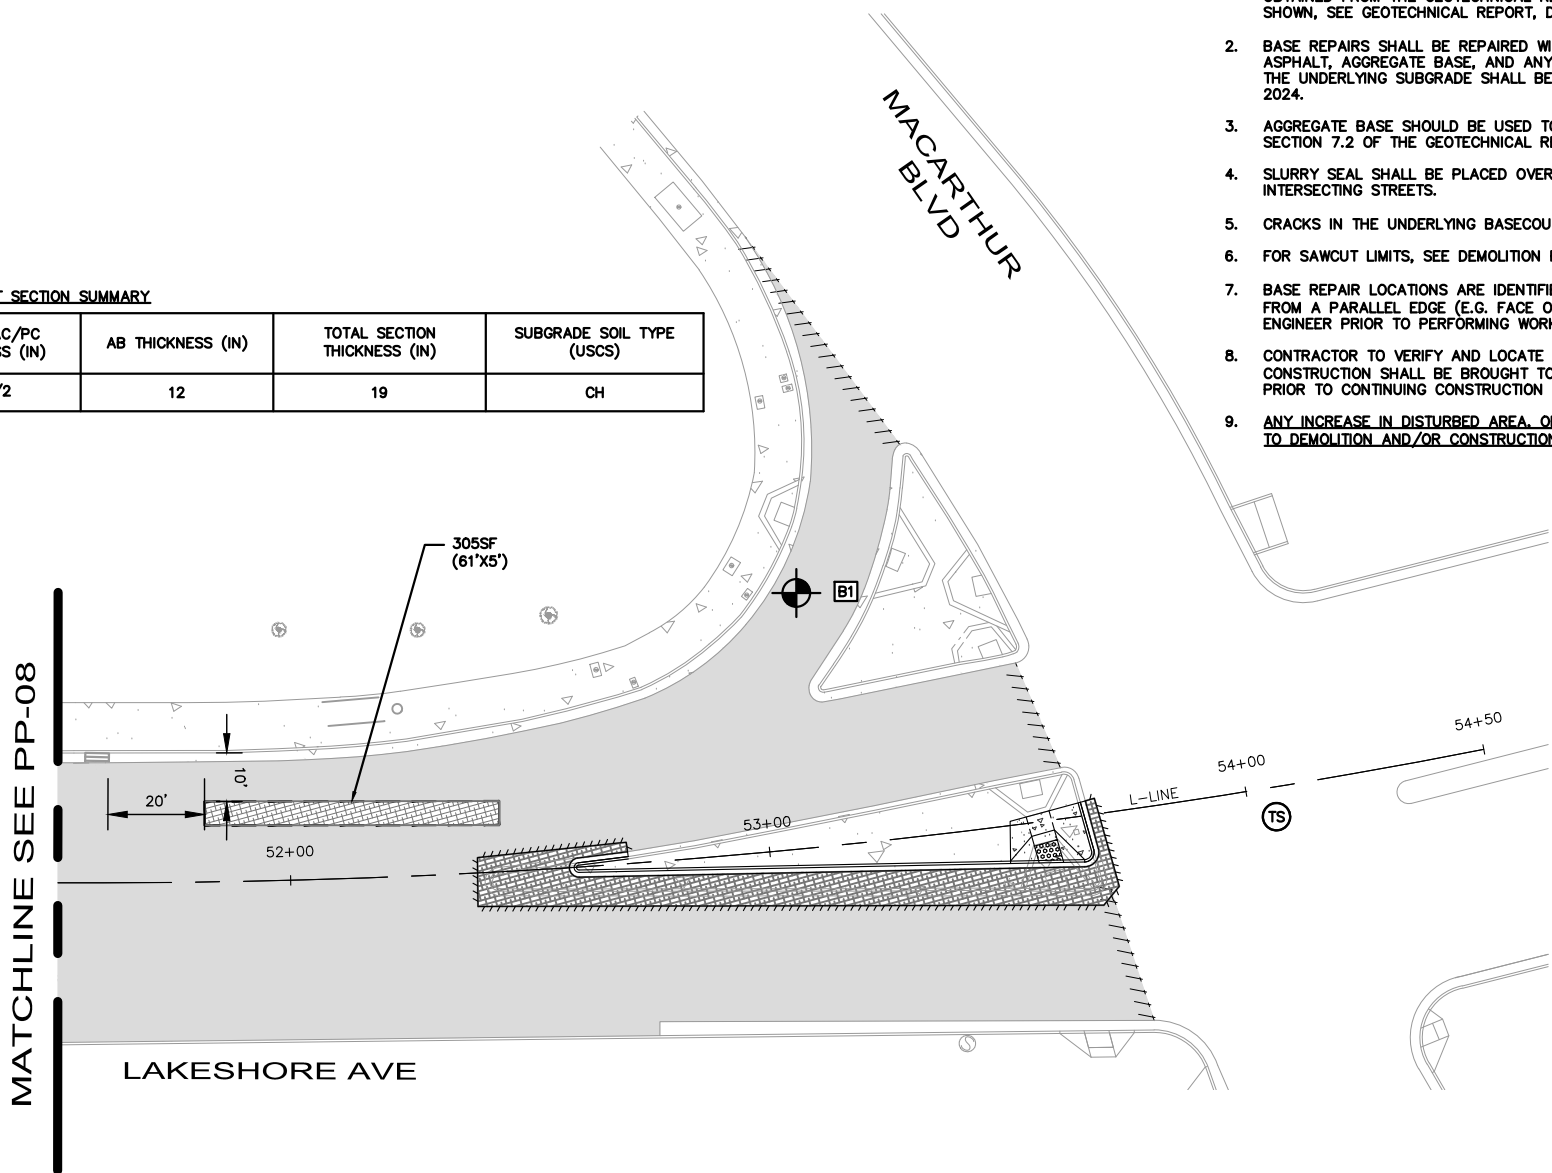 SHOWN, SEE GEOTECHNICAL REPORT, D
2. BASE REPAIRS SHALL BE REPAIRED WI
ASPHALT, AGGREGATE BASE, AND ANY
THE UNDERLYING SUBGRADE SHALL BE
2024.
3. AGGREGATE BASE SHOULD BE USED TO
SECTION 7.2 OF THE GEOTECHNICAL RE
4. SLURRY SEAL SHALL BE PLACED OVER
INTERSECTING STREETS.
5. CRACKS IN THE UNDERLYING BASECOU
6. FOR SAWCUT LIMITS, SEE DEMOLITION
7. BASE REPAIR LOCATIONS ARE IDENTIFIE
FROM A PARALLEL EDGE (E.G. FACE O
ENGINEER PRIOR TO PERFORMING WORK
8. CONTRACTOR TO VERIFY AND LOCATE
CONSTRUCTION SHALL BE BROUGHT TO
PRIOR TO CONTINUING CONSTRUCTION
9. ANY INCREASE IN DISTURBED AREA, O
TO DEMOLITION AND/OR CONSTRUCTION
MACARTHUR
BLVD
T SECTION SUMMARY
AC/PC
SS (IN)
AB THICKNESS (IN)
TOTAL SECTION
THICKNESS (IN)
SUBGRADE SOIL TYPE
(USCS)
/2
12
19
CH
305SF
(61'X5')
B1
MATCHLINE SEE PP-08
10'
20'
52+00
53+00
L-LINE
54+00
54+50
TS
LAKESHORE AVE